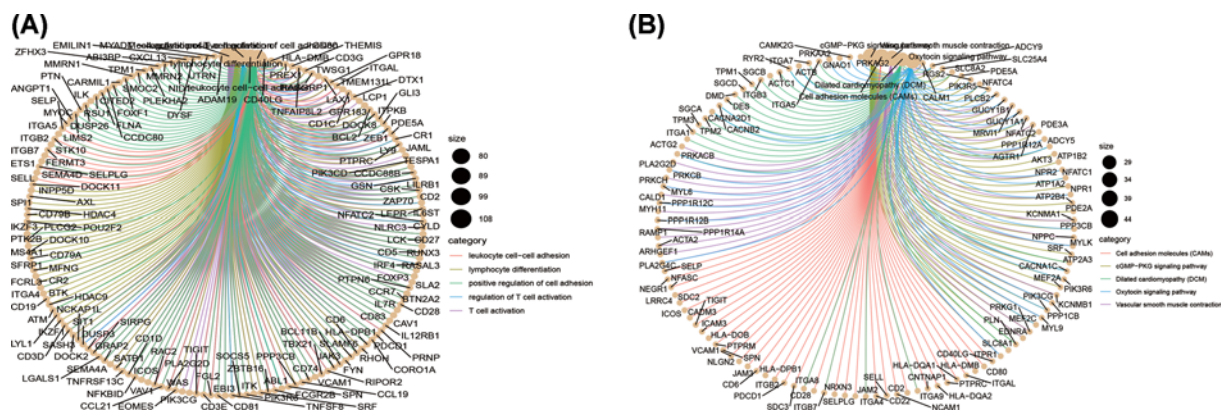 (A)
(B)
EMILIN1
THEMIS
ZFHX3
ABI3BP
CXCL13
HLA-DMB
CD3G
GPR18
MMRN1
lymphocyte differentiation
TPM1
MMRN2
UTRN
PREX1
TWSG1
ITGAL
PTN
CARMIL1
SMOC2
TMEM131L
DTX1
ANGPT1
ILK
CITED2
PLEKHA2
ADAM19
CD40LG
LAX1
LCP1
GLI3
SELP
RSU1
FOXF1
DYSF
TNFAIP8L2
GPR183
ITPKB
ITGA5
DUSP26
FLNA
CD1C
DOCK8
PDE5A
ITGB2
LIMS2
CCDC80
BCL2
ZEB1
CR1
ITGB7
STK10
LY9
JAML
ETS1
FERMT3
PTPRC
TESPA1
SELL
SEMA4D
SELPLG
PIK3CD
CCDC88B
INPP5D
DOCK11
GSN
CSK
LILRB1
SPI1
AXL
ZAP70
CD2
CD79B
HDAC4
NFATC2
LEPR
IL6ST
IKZF3
PLCG2
POU2F2
NLRC3
CYLD
PTK2B
DOCK10
LCK
CD27
MS4A1
CD79A
CD5
RUNX3
SFRP1
MFNG
IRF4
RASAL3
FCRL3
CR2
PTPN6
FOXP3
ITGA4
BTK
CCR7
SLA2
CD19
HDAC9
IL7R
BTN2A2
ATM
NCKAP1L
CD83
CD28
IKZF1
SIT1
SIRPG
CD6
CAV1
LYL1
SASH3
DUSP3
CD1D
BCL11B
HLA-DPB1
IL12RB1
CD3D
DOCK2
GRAP2
RAC2
TIGIT
TBX21
SLAMF6
PDCD1
SEMA4A
SATB1
PLA2G2D
SOCS5
PPP3CB
JAK3
RHOH
PRNP
LGALS1
TNFRSF13C
ICOS
FGL2
ZBTB16
CD74
FYN
CORO1A
NFKBID
VAV1
WAS
EBI3
ITK
ABL1
VCAM1
RIPOR2
CCL21
EOMES
PIK3CG
CD3E
CD81
TNFSF8
SPN
SRF
CCL19
size
80
89
99
108
category
leukocyte cell−cell adhesion
lymphocyte differentiation
positive regulation of cell adhesion
regulation of T cell activation
T cell activation
CAMK2G
cGMP−PKG signaling pathway
Vascular smooth muscle contraction
ADCY9
RYR2
PRKAA2
GNAO1
PRKAG2
Oxytocin signaling pathway
SLC25A4
ITGA7
SLC8A2
TPM1
SGCB
ACTB
RGS2
PDE5A
SGCD
ACTC1
Dilated cardiomyopathy (DCM)
PIK3R5
NFATC4
DMD
ITGB3
ITGA5
Cell adhesion molecules (CAMs)
CALM1
PLCB2
TPM3
DES
GUCY1B1
SGCA
CACNA2D1
GUCY1A1
PDE3A
ITGA1
TPM2
CACNB2
MRVI1
NFATC2
ADCY5
ACTG2
PPP1R12A
ATP1B2
PRKACB
AGTR1
AKT3
PLA2G2D
NPR2
NFATC1
PRKCH
PRKCB
ATP1A2
NPR1
CALD1
MYL6
ATP2B4
PDE2A
MYH11
PPP1R12C
KCNMA1
PPP3CB
RAMP1
PPP1R12B
PPP1R14A
NPPC
MYLK
ARHGEF1
ACTA2
SRF
ATP2A3
PLA2G4C
SELP
CACNA1C
NFASC
MEF2A
PIK3R6
NEGR1
PIK3CG
KCNMB1
LRRC4
SDC2
TIGIT
PRKG1
PPP1CB
ICOS
CADM3
PLN
MEF2C
MYL9
ICAM3
EDNRA
HLA-DOB
SLC8A1
VCAM1
PTPRM
CD40LG
ITPR1
NLGN2
SPN
HLA-DQA1
HLA-DMB
CD80
JAM3
HLA-DPB1
SELL
CD2
CNTNAP1
PTPRC
ITGAL
CD6
ITGB2
ITGA8
NRXN3
JAM2
ITGA9
HLA-DQA2
PDCD1
CD28
SELPLG
ITGA4
CD22
SDC3
ITGB7
NCAM1
size
29
34
39
44
category
Cell adhesion molecules (CAMs)
cGMP−PKG signaling pathway
Dilated cardiomyopathy (DCM)
Oxytocin signaling pathway
Vascular smooth muscle contraction